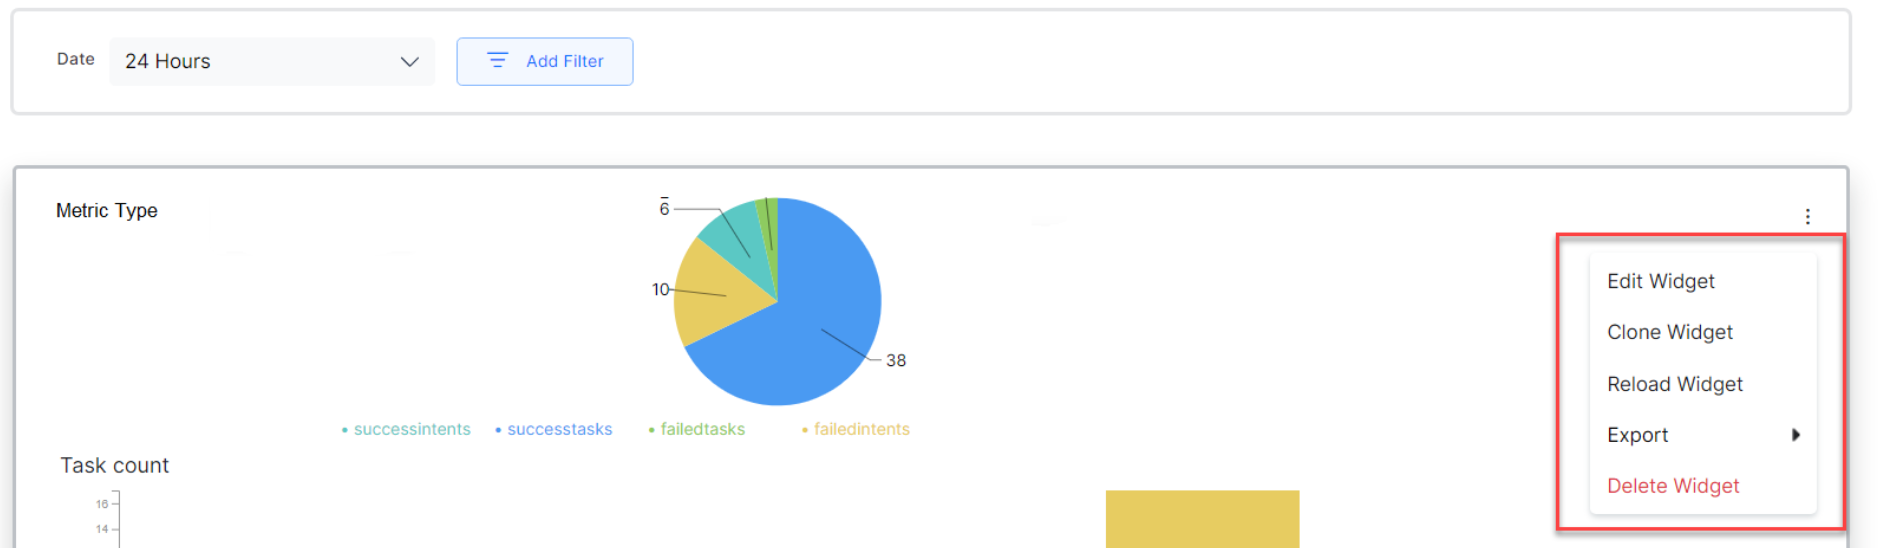 Date 24 Hours Add Filter
Metric Type
6
10
38
successintents successtasks failedtasks failedintents
Task count
16
14
Edit Widget
Clone Widget
Reload Widget
Export
Delete Widget